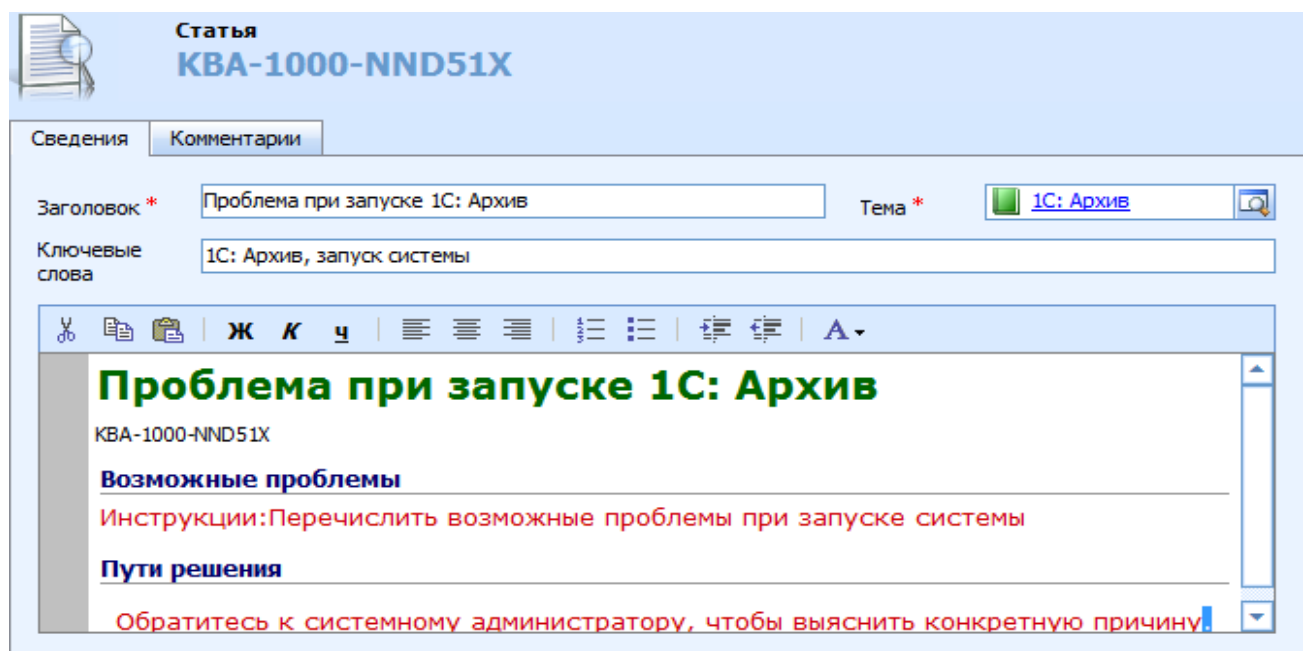 Статья
KBA-1000-NND51X
Сведения Комментарии
Заголовок * Проблема при запуске 1С: Архив Тема * 1С: Архив
Ключевые
слова
1С: Архив, запуск системы
Ж К ч А
Проблема при запуске 1С: Архив
KBA-1000-NND51X
Возможные проблемы
Инструкции:Перечислить возможные проблемы при запуске системы
Пути решения
Обратитесь к системному администратору, чтобы выяснить конкретную причину.